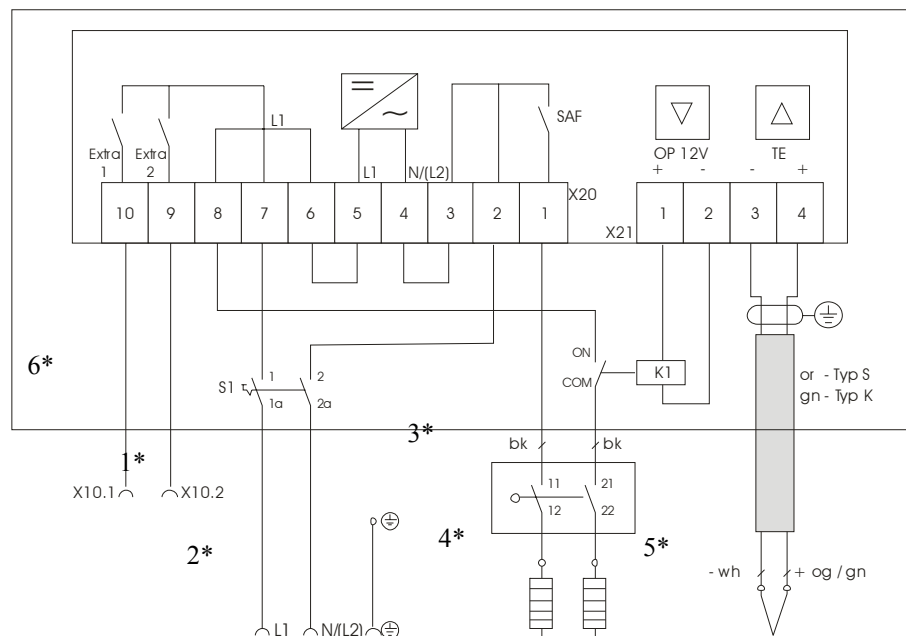 L1
SAF
Extra 1
Extra 2
OP 12V
TE
L1
N/(L2)
+
-
-
+
X20
10 9 8 7 6 5 4 3 2 1
X21
1 2 3 4
6*
ON
COM
K1
or - Typ S
gn - Typ K
S1
1
2
1a
2a
3*
bk
bk
1*
X10.1
X10.2
11
21
12
22
2*
4*
5*
- wh
+ og / gn
L1
N/(L2)